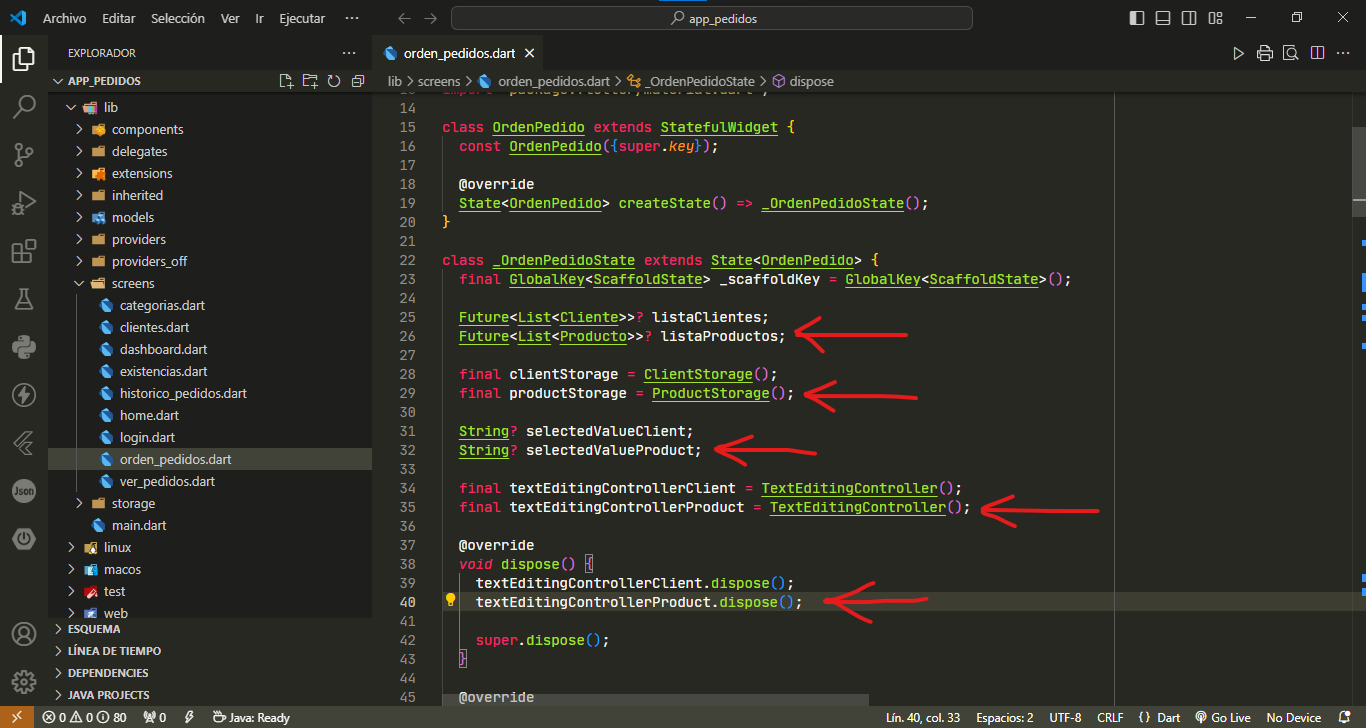 Archivo Editar Selección Ver Ir Ejecutar ··· app_pedidos
EXPLORADOR
APP_PEDIDOS
lib
components
delegates
extensions
inherited
models
providers
providers_off
screens
categorias.dart
clientes.dart
dashboard.dart
existencias.dart
historico_pedidos.dart
home.dart
login.dart
orden_pedidos.dart
ver_pedidos.dart
storage
main.dart
linux
macos
test
web
ESQUEMA
LÍNEA DE TIEMPO
DEPENDENCIES
JAVA PROJECTS
Json
orden_pedidos.dart
lib > screens > orden_pedidos.dart > _OrdenPedidoState > dispose
14
15 class OrdenPedido extends StatefulWidget {
16 const OrdenPedido({super.key});
17
18 @override
19 State<OrdenPedido> createState() => _OrdenPedidoState();
20 }
21
22 class _OrdenPedidoState extends State<OrdenPedido> {
23 final GlobalKey<ScaffoldState> _scaffoldKey = GlobalKey<ScaffoldState>();
24
25 Future<List<Cliente>>? listaClientes;
26 Future<List<Producto>>? listaProductos;
27
28 final clientStorage = ClientStorage();
29 final productStorage = ProductStorage();
30
31 String? selectedValueClient;
32 String? selectedValueProduct;
33
34 final textEditingControllerClient = TextEditingController();
35 final textEditingControllerProduct = TextEditingController();
36
37 @override
38 void dispose() {
39 textEditingControllerClient.dispose();
40 textEditingControllerProduct.dispose();
41
42 super.dispose();
43 }
44
45 @override
0 0 80 0 Java: Ready Lín. 40, col. 33 Espacios: 2 UTF-8 CRLF { } Dart Go Live No Device